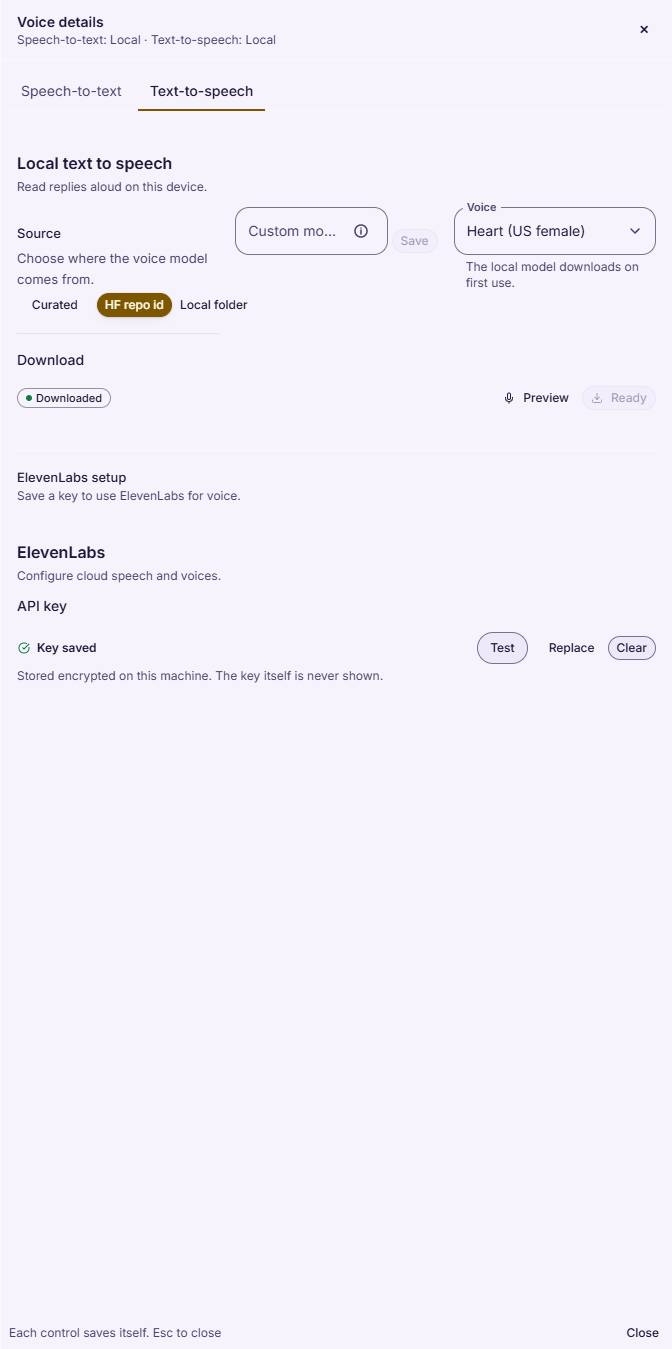 Voice details
Speech-to-text: Local · Text-to-speech: Local
Speech-to-text
Text-to-speech
Local text to speech
Read replies aloud on this device.
Source
Choose where the voice model
comes from.
Curated
HF repo id
Local folder
Custom mo...
Save
Voice
Heart (US female)
The local model downloads on
first use.
Download
Downloaded
Preview
Ready
ElevenLabs setup
Save a key to use ElevenLabs for voice.
ElevenLabs
Configure cloud speech and voices.
API key
Key saved
Test
Replace
Clear
Stored encrypted on this machine. The key itself is never shown.
Each control saves itself. Esc to close
Close